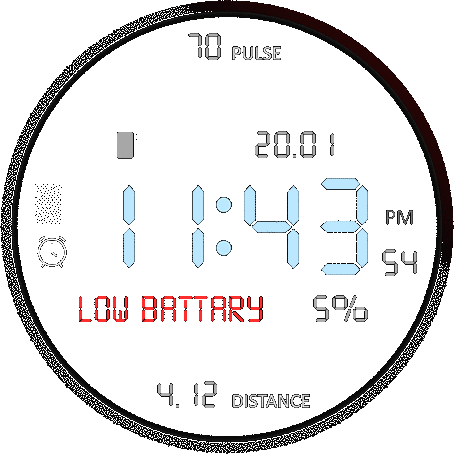 70 PULSE
20.01
11:43 PM
54
LOW BATTARY 5%
4.12 DISTANCE